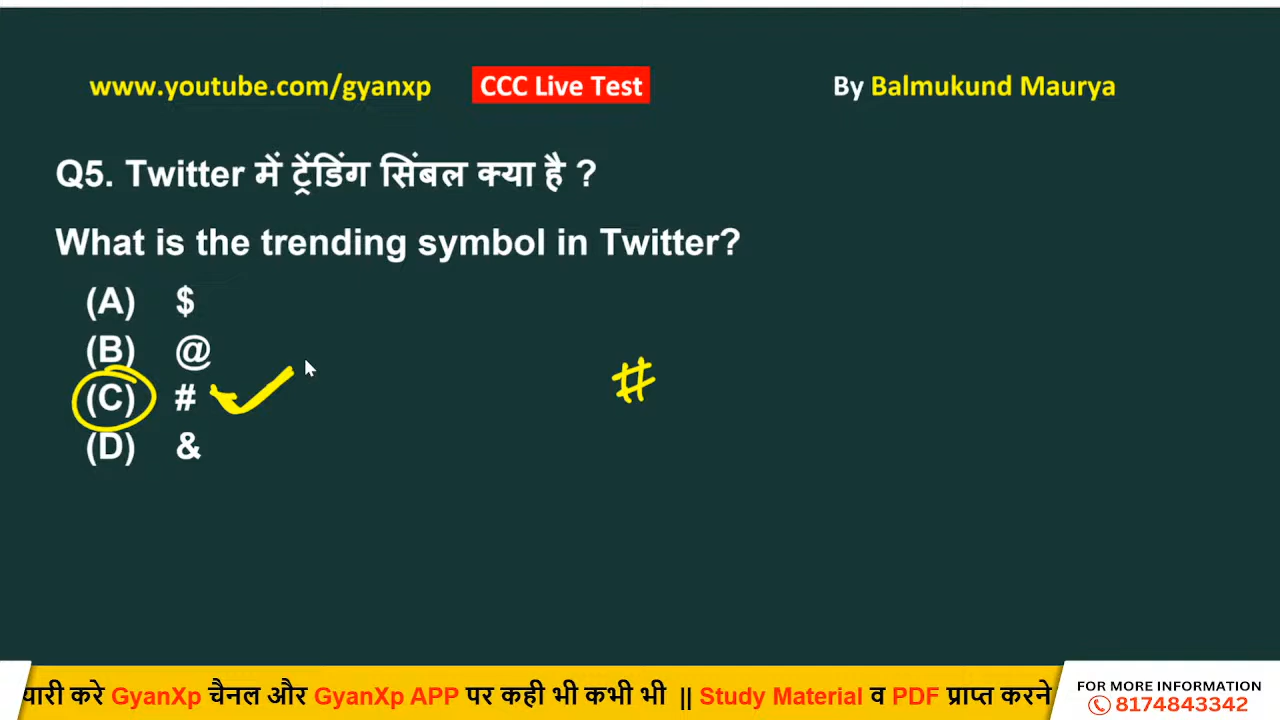 www.youtube.com/gyanxp CCC Live Test By Balmukund Maurya
Q5. Twitter में ट्रेंडिंग सिंबल क्या है ?
What is the trending symbol in Twitter?
(A) $
(B) @
(C) #
#
(D) &
यारी करे GyanXp चैनल और GyanXp APP पर कही भी कभी भी || Study Material व PDF प्राप्त करने
FOR MORE INFORMATION
8174843342